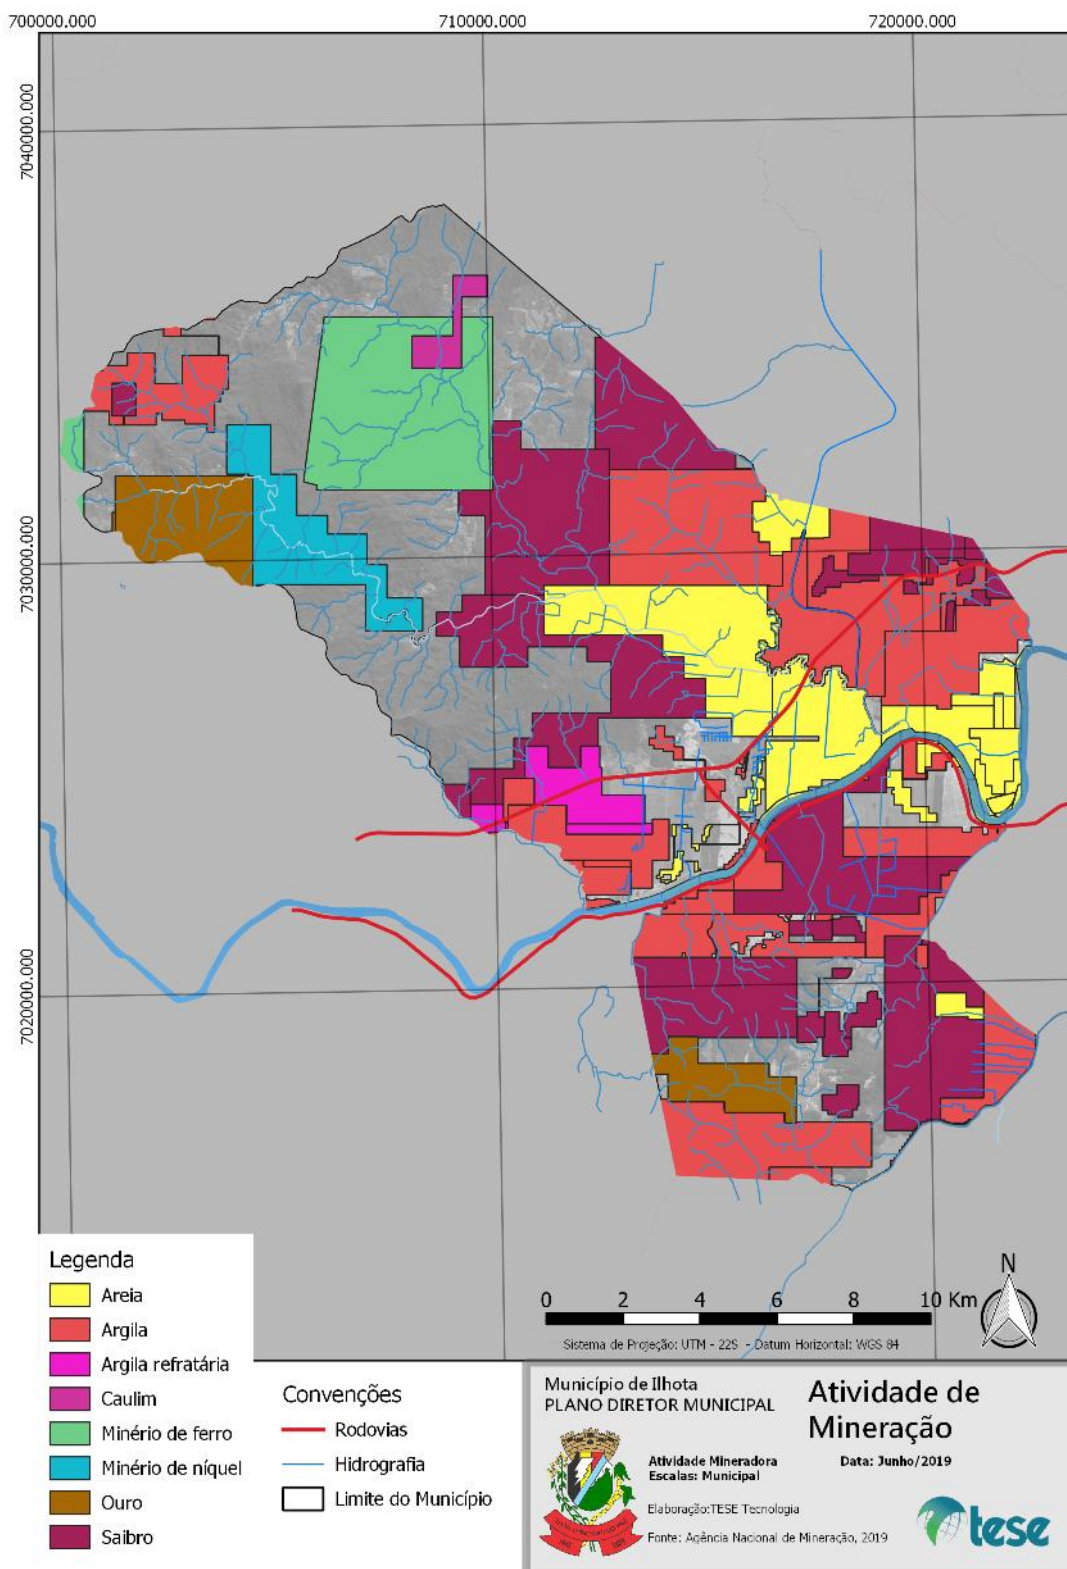 700000.000
710000.000
720000.000
7040000.000
7030000.000
7020000.000
Legenda
Areia
Argila
Argila refratária
Caulim
Minério de ferro
Minério de níquel
Ouro
Saibro
Convenções
Rodovias
Hidrografia
Limite do Município
N
0 2 4 6 8 10 Km
Sistema de Projeção: UTM - 22S - Datum Horizontal: WGS 84
Município de Ilhota
PLANO DIRETOR MUNICIPAL
Atividade de
Mineração
Atividade Mineradora
Escalas: Municipal
Data: Junho/2019
Elaboração:TESE Tecnologia
Fonte: Agência Nacional de Mineração, 2019
tese